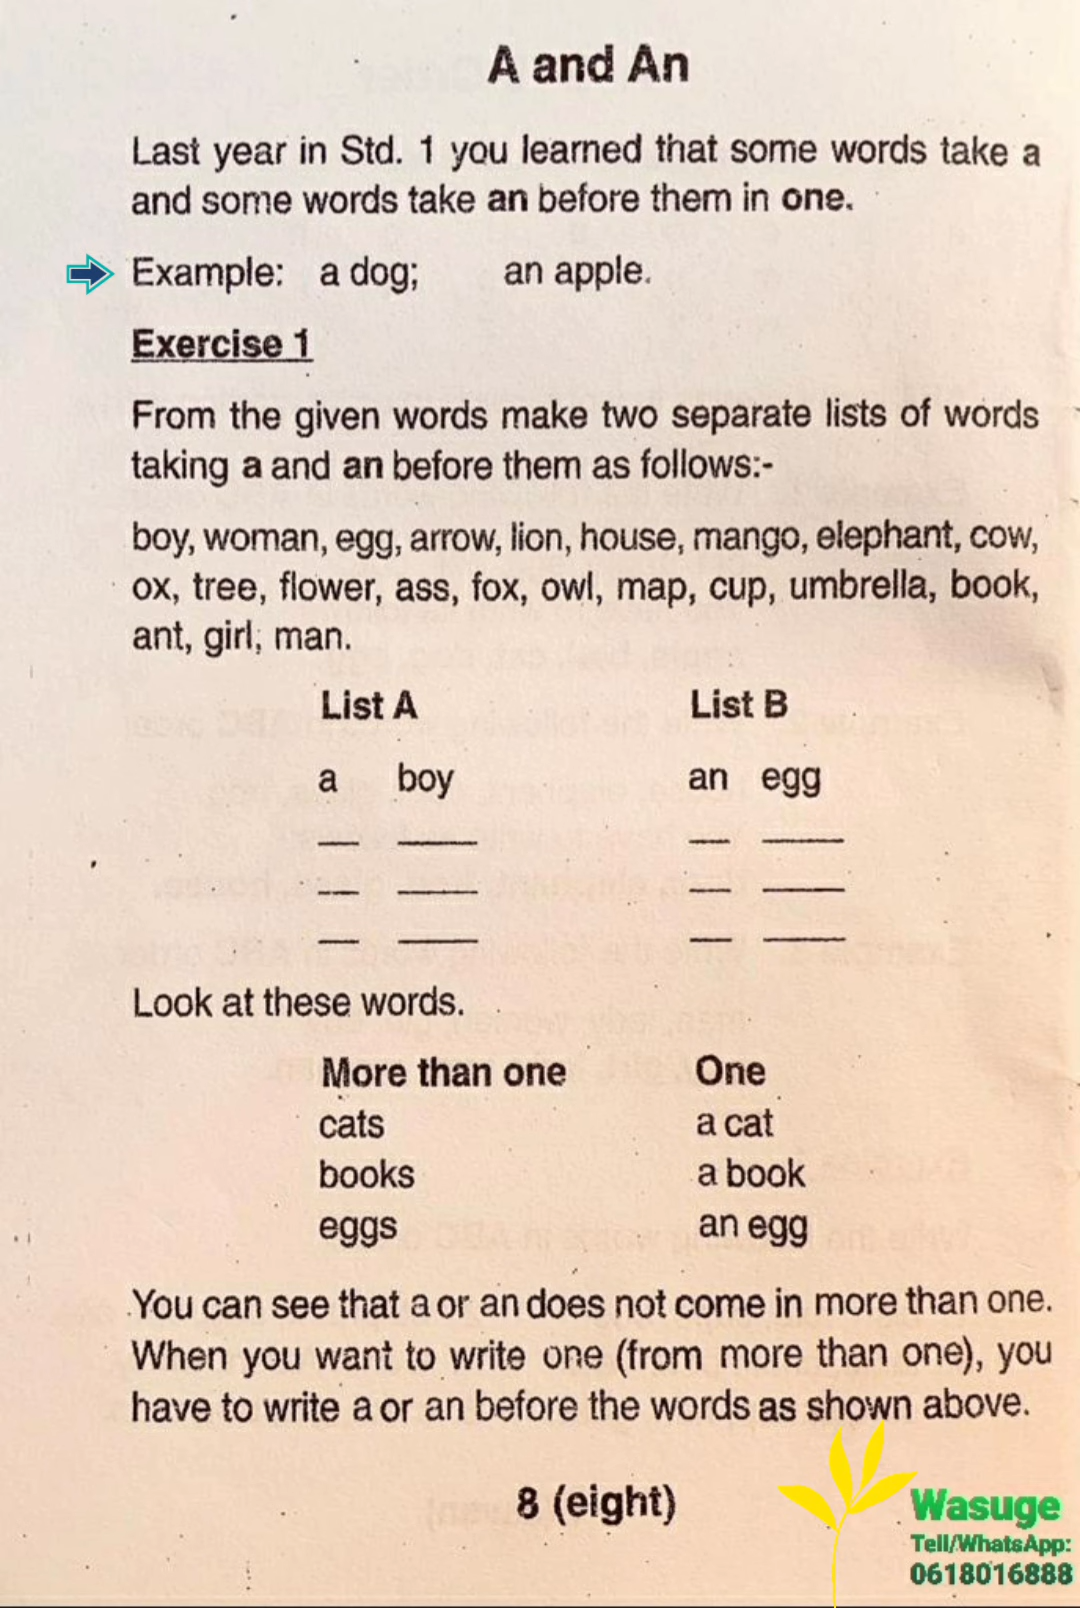 A and An
Last year in Std. 1 you learned that some words take a
and some words take an before them in one.
Example: a dog; an apple.
Exercise 1
From the given words make two separate lists of words
taking a and an before them as follows:-
boy, woman, egg, arrow, lion, house, mango, elephant, cow,
ox, tree, flower, ass, fox, owl, map, cup, umbrella, book,
ant, girl, man.
List A List B
a boy an egg
Look at these words.
More than one One
cats a cat
books a book
eggs an egg
You can see that a or an does not come in more than one.
When you want to write one (from more than one), you
have to write a or an before the words as shown above.
8 (eight)
Wasuge
Tell/WhatsApp:
0618016888